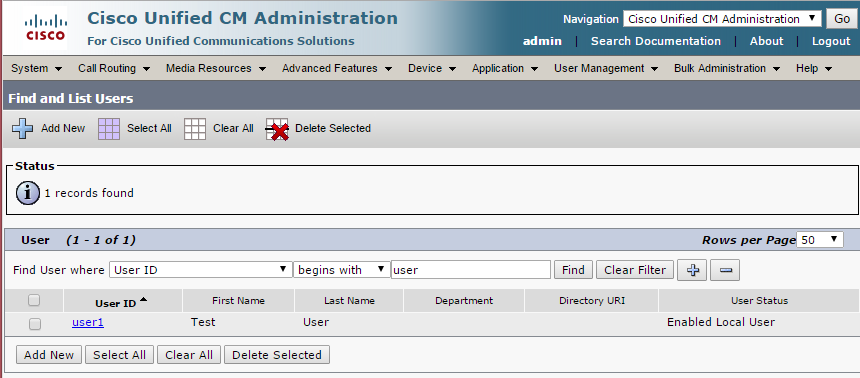 Cisco Unified CM Administration
Navigation Cisco Unified CM Administration Go
CISCO For Cisco Unified Communications Solutions
admin | Search Documentation | About | Logout
System Call Routing Media Resources Advanced Features Device Application User Management Bulk Administration Help
Find and List Users
Add New Select All Clear All Delete Selected
Status
i 1 records found
User (1 - 1 of 1) Rows per Page 50
Find User where User ID begins with user Find Clear Filter
User ID First Name Last Name Department Directory URI User Status
user1 Test User Enabled Local User
Add New Select All Clear All Delete Selected